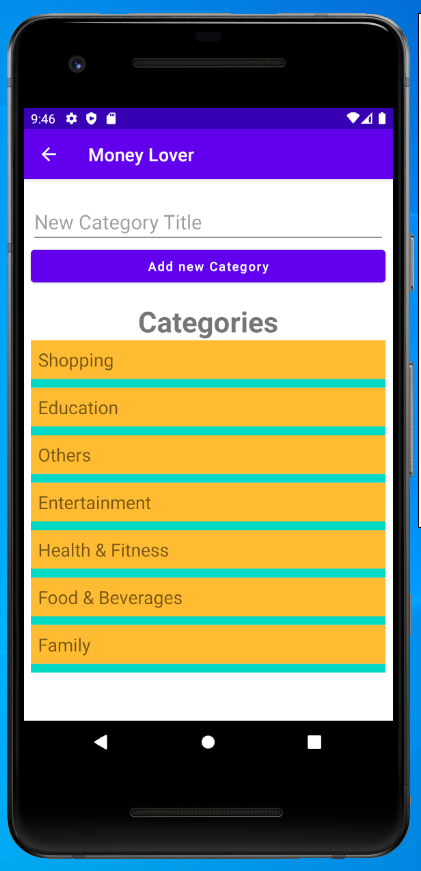 9:46
Money Lover
New Category Title
Add new Category
Categories
Shopping
Education
Others
Entertainment
Health & Fitness
Food & Beverages
Family